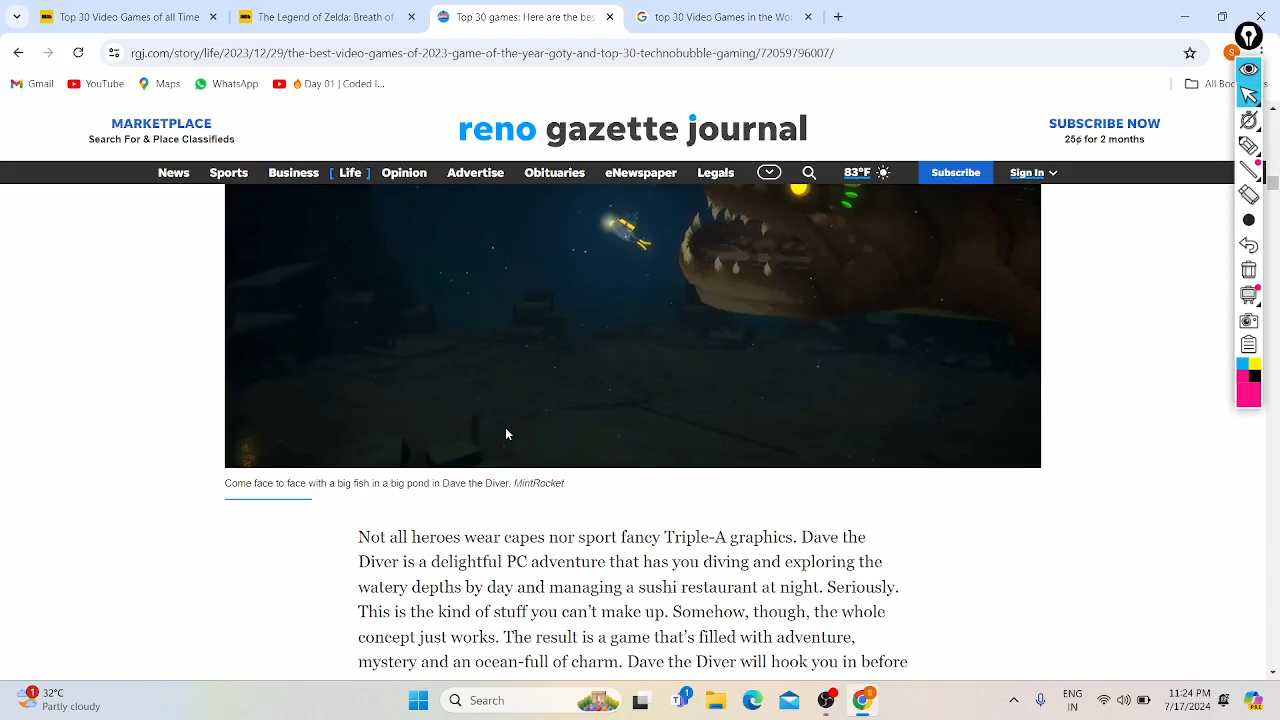 Top 30 Video Games of all Time
The Legend of Zelda: Breath of
Top 30 games: Here are the bes
top 30 Video Games in the Wor
rgj.com/story/life/2023/12/29/the-best-video-games-of-2023-game-of-the-year-goty-and-top-30-technobubble-gaming/72059796007/
S
Gmail
YouTube
Maps
WhatsApp
Day 01 | Coded I...
All Boo
MARKETPLACE
Search For & Place Classifieds
reno gazette journal
SUBSCRIBE NOW
25¢ for 2 months
News
Sports
Bet
[ Life ]
Opinion
Advertise
Obituaries
eNewspaper
Legals
83°F
Subscribe
Sign In
Come face to face with a big fish in a big pond in Dave the Diver. MintRocket
Not all heroes wear capes nor sport fancy Triple-A graphics. Dave the
Diver is a delightful PC adventure that has you diving and exploring the
watery depths by day and managing a sushi restaurant at night. Seriously.
This is the kind of stuff you can’t make up. Somehow, though, the whole
concept just works. The result is a game that’s filled with adventure,
mystery and an ocean-full of charm. Dave the Diver will hook you in before
1
32°C
Partly cloudy
Search
1
S
ENG
IN
11:24 PM
7/17/2024
PRE